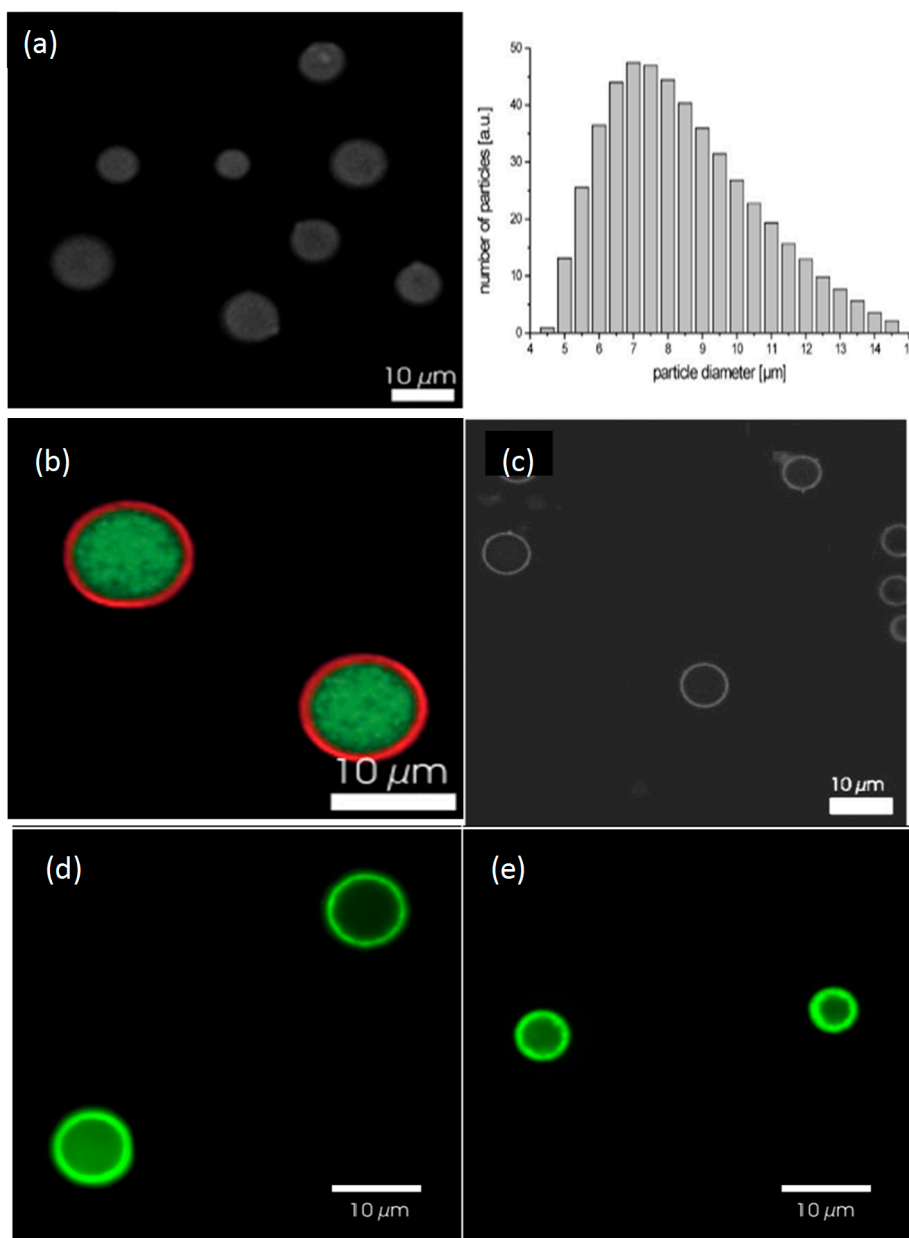 (a)
10 µm
number of particles [a.u.]
50
40
30
20
10
0
4 5 6 7 8 9 10 11 12 13 14 1
particle diameter [µm]
(b)
10 µm
(c)
10 µm
(d)
10 µm
(e)
10 µm